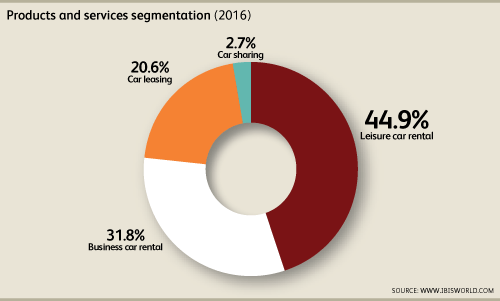 Products and services segmentation (2016)
2.7%
Car sharing
20.6%
Car leasing
44.9%
Leisure car rental
31.8%
Business car rental
SOURCE: WWW.IBISWORLD.COM